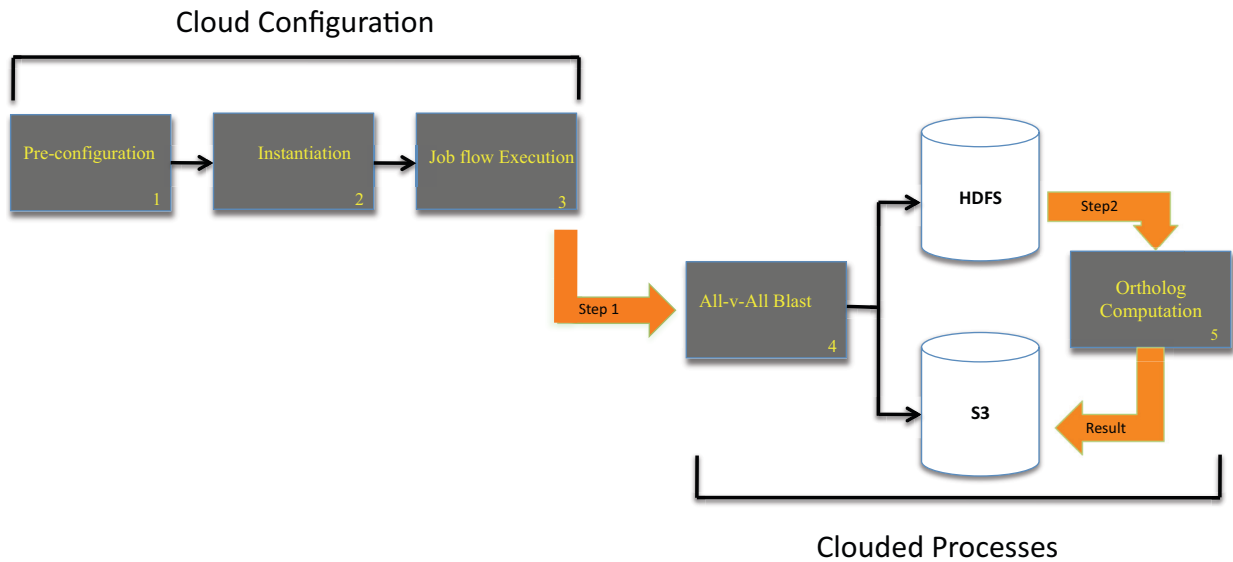 Cloud Configuration
Pre-configuration
1
Instantiation
2
Job flow Execution
3
Step 1
All-v-All Blast
4
HDFS
S3
Step2
Ortholog
Computation
5
Result
Clouded Processes